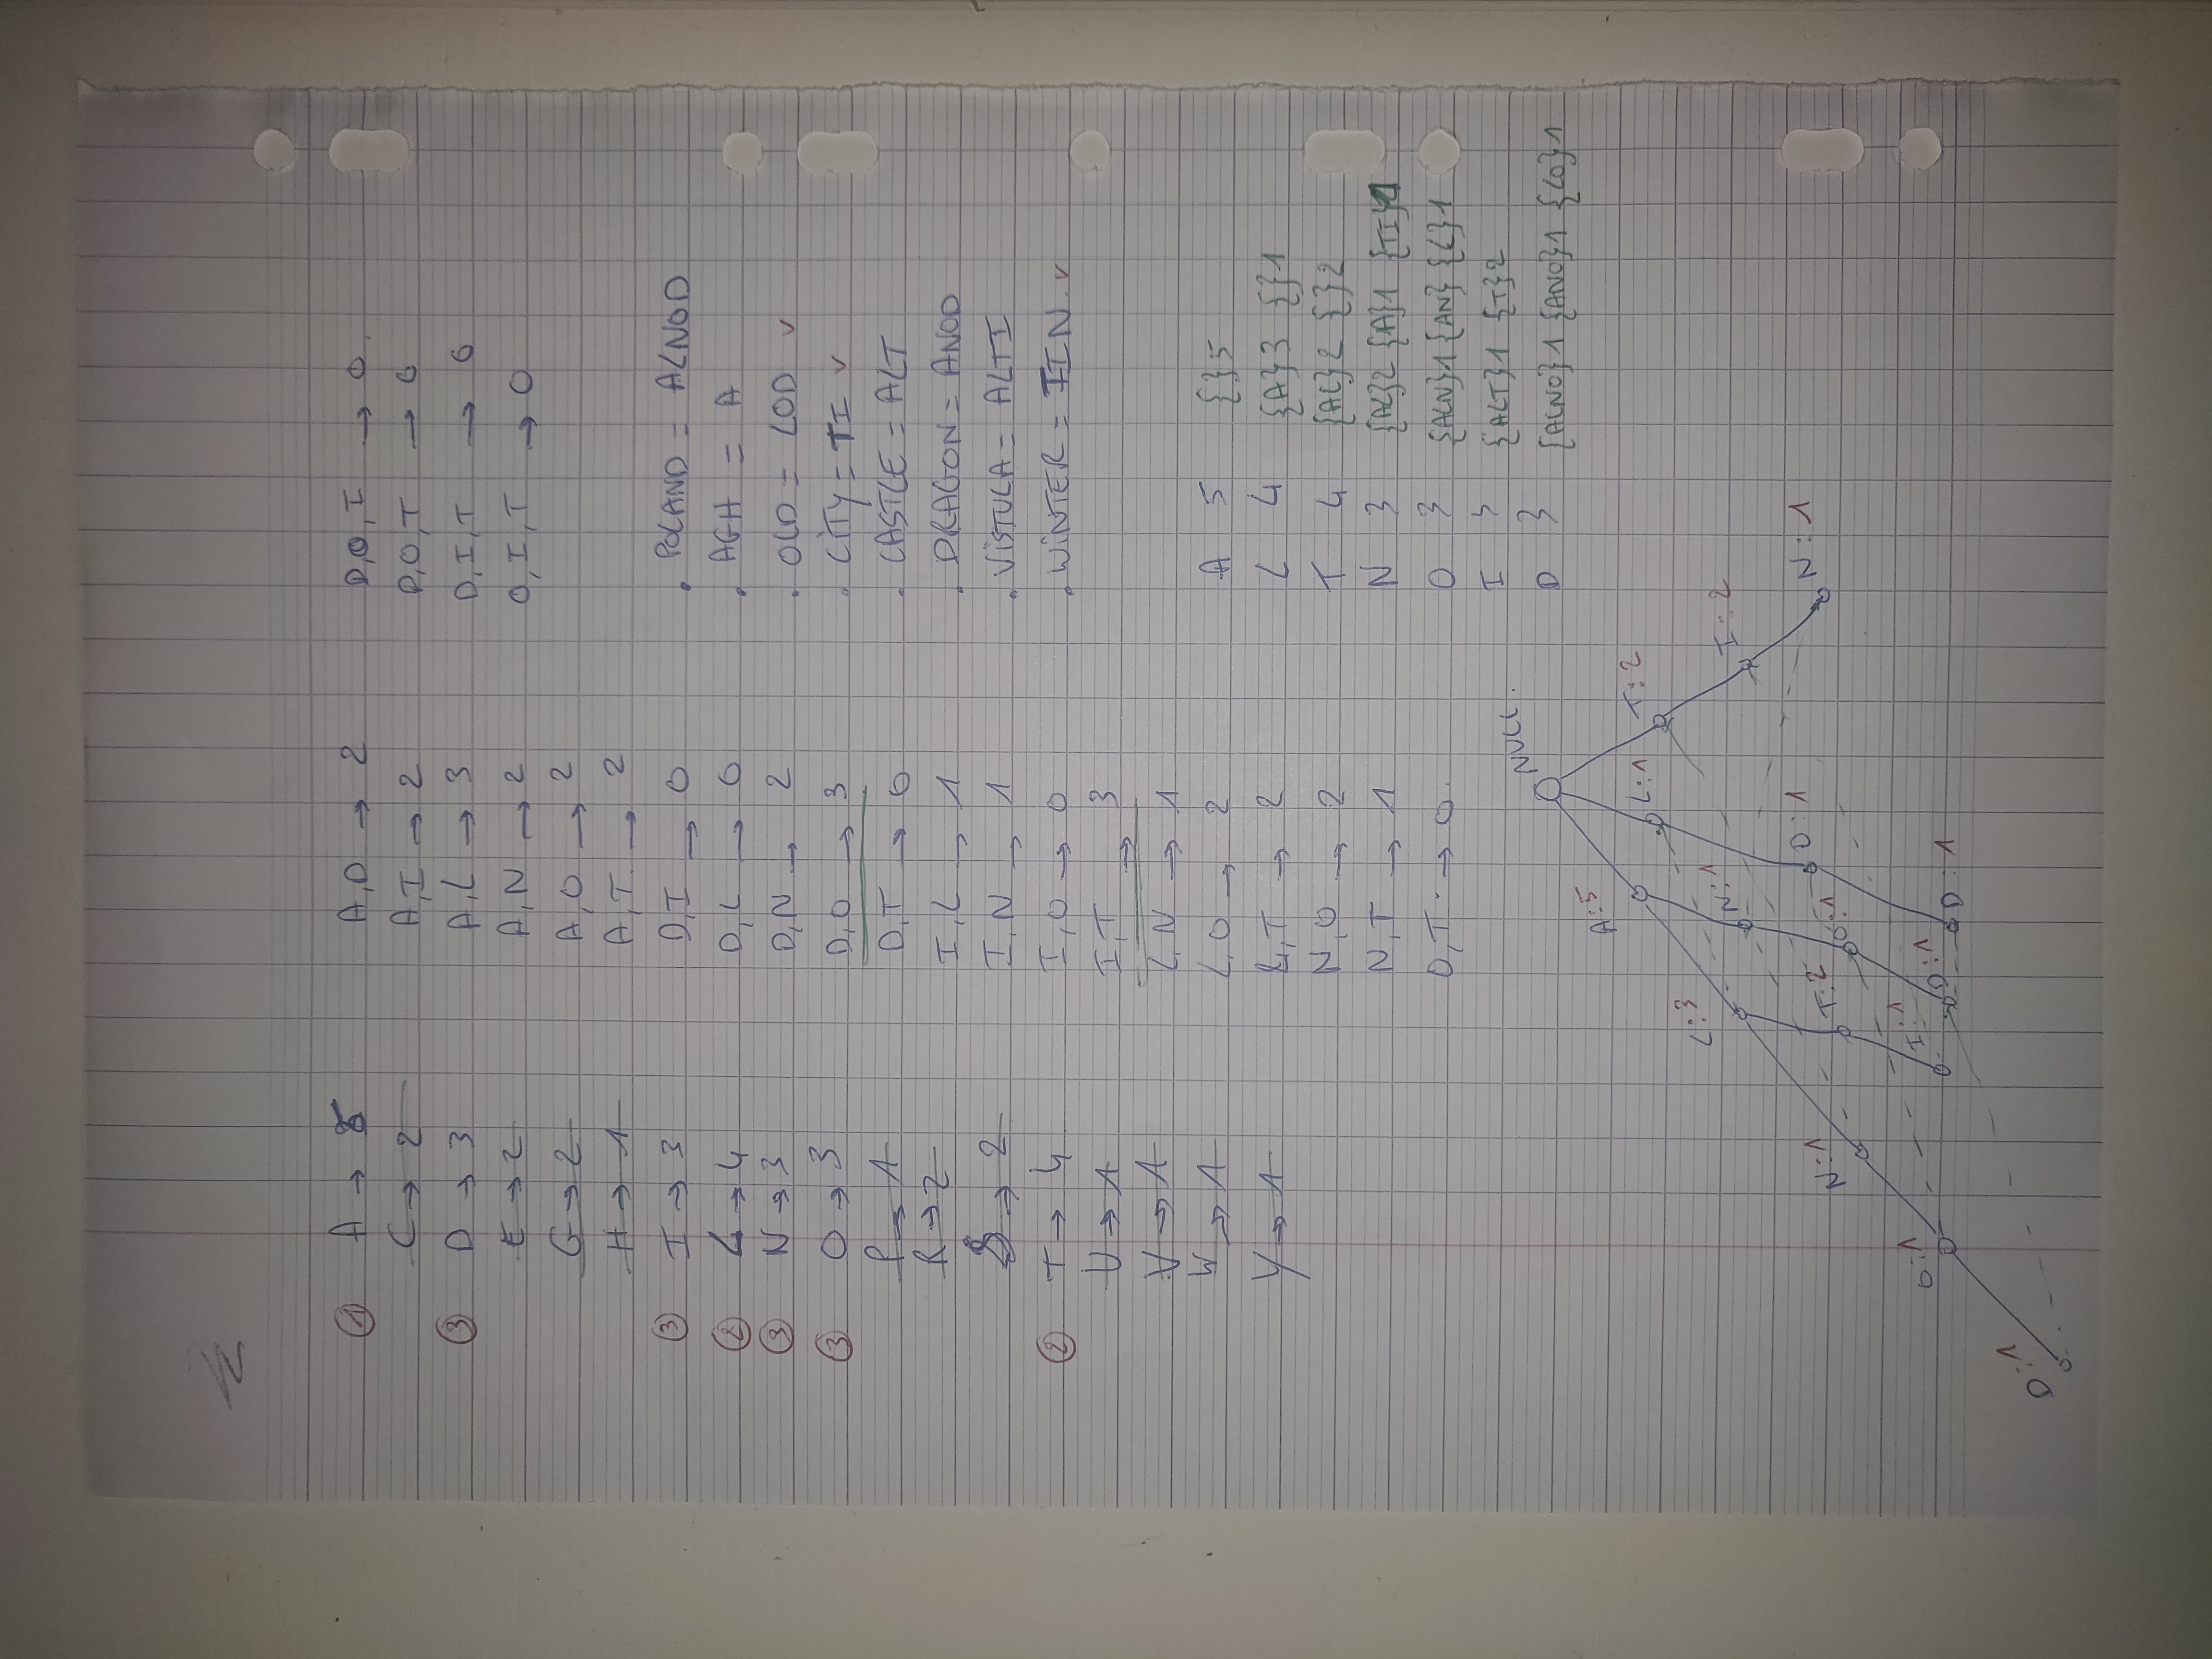 ① A → 5
C → 2
③ D → 3
E → 2
G → 2
H → 1
③ I → 3
② L → 4
③ N → 3
③ O → 3
P → 1
R → 2
S → 2
② T → 4
U → 1
V → 1
W → 1
Y → 1
A,D → 2
A,I → 2
A,L → 3
A,N → 2
A,O → 2
A,T → 2
D,I → 0
D,L → 0
D,N → 2
D,O → 3
D,T → 0
I,L → 1
I,N → 1
I,O → 0
I,T → 3
L,N → 1
L,O → 2
L,T → 2
N,O → 2
N,T → 1
O,T → 0
D,O,I → 0
D,O,T → 0
D,I,T → 0
O,I,T → 0
. POLAND = ALNOD
. AGH = A
. OLD = LOD ✓
. CITY = TI ✓
. CASTLE = ALT
. DRAGON = ANOD
. VISTULA = ALTI
. WINTER = TIN ✓
A 5 {}5
L 4 {A}3 {}1
T 4 {AL}2 {}2
N 3 {AL}2 {A}1 {TI}1
O 3 {ALN}1 {AN} {L}1
I 3 {ALT}1 {T}2
D 3 {ALNO}1 {ANO}1 {LO}1
NULL.
A:5
L:1
T:2
L:3
N:1
I:2
N:1
T:2
O:1
O:1
N:1
O:1
I:1
D:1
D:1
D:1